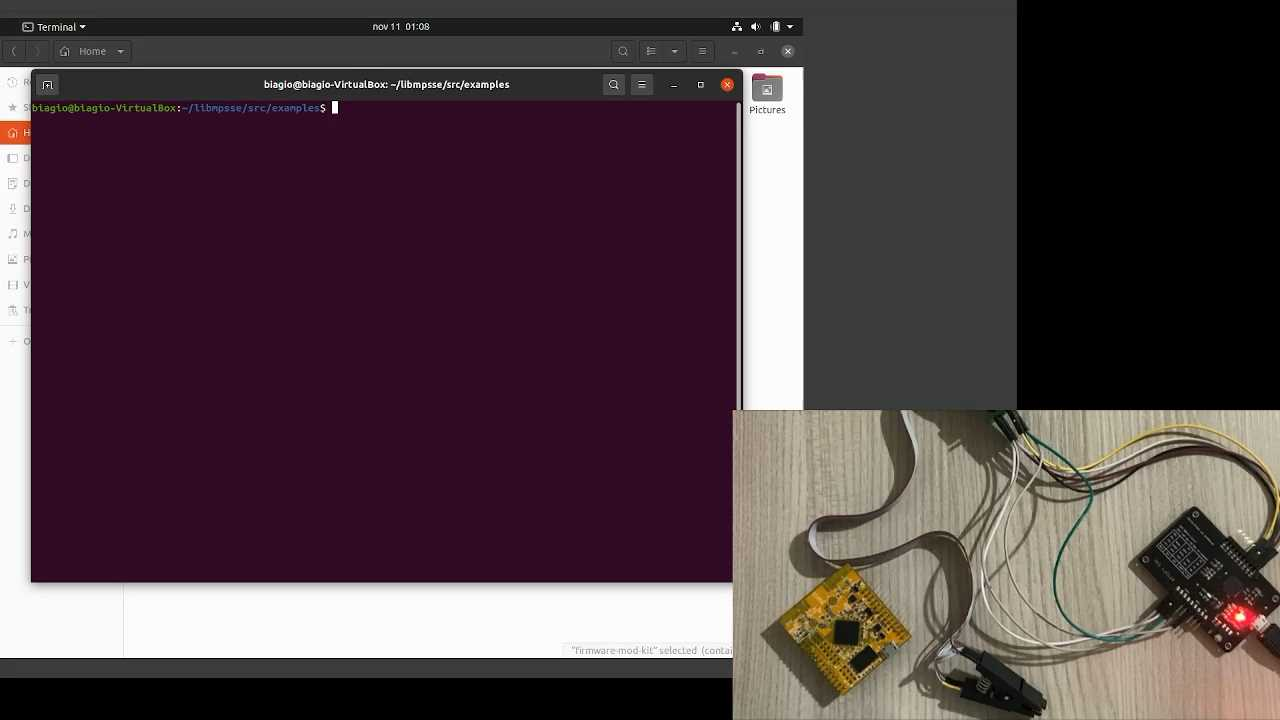 Terminal
nov 11 01:08
Home
biagio@biagio-VirtualBox: ~/libmpsse/src/examples
biagio@biagio-VirtualBox:~/libmpsse/src/examples$
Pictures
"firmware-mod-kit" selected (contai